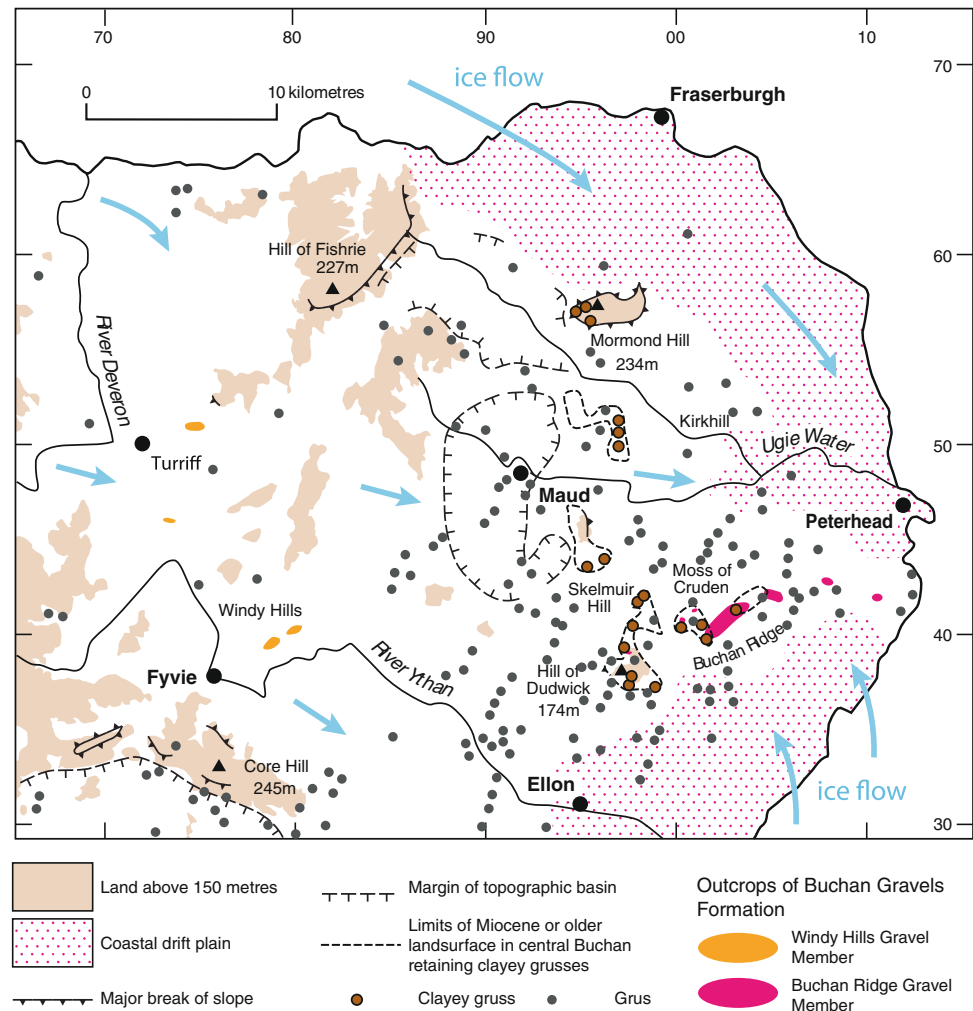 70
80
90
00
10
ice flow
70
0
10 kilometres
Fraserburgh
Hill of Fishrie
227m
60
River Deveron
Mormond Hill
234m
Kirkhill
Ugie Water
50
Turriff
Maud
Peterhead
Skelmuir
Hill
Moss of
Cruden
Windy Hills
Buchan Ridge
40
River Ythan
Fyvie
Hill of
Dudwick
174m
Core Hill
245m
Ellon
ice flow
30
Land above 150 metres
Coastal drift plain
Major break of slope
Margin of topographic basin
Limits of Miocene or older
landsurface in central Buchan
retaining clayey grusses
Clayey gruss
Grus
Outcrops of Buchan Gravels
Formation
Windy Hills Gravel
Member
Buchan Ridge Gravel
Member